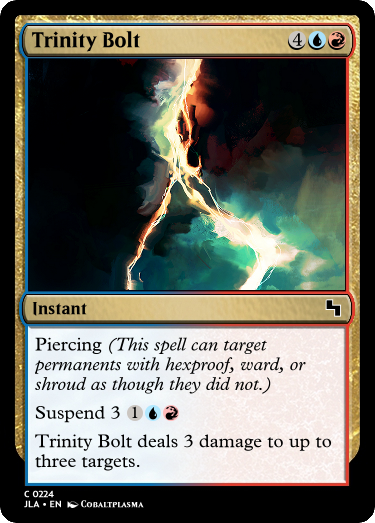 Trinity Bolt 4
Instant
Piercing (This spell can target
permanents with hexproof, ward, or
shroud as though they did not.)
Suspend 3 1
Trinity Bolt deals 3 damage to up to
three targets.
C 0224
JLA • EN Cobaltplasma